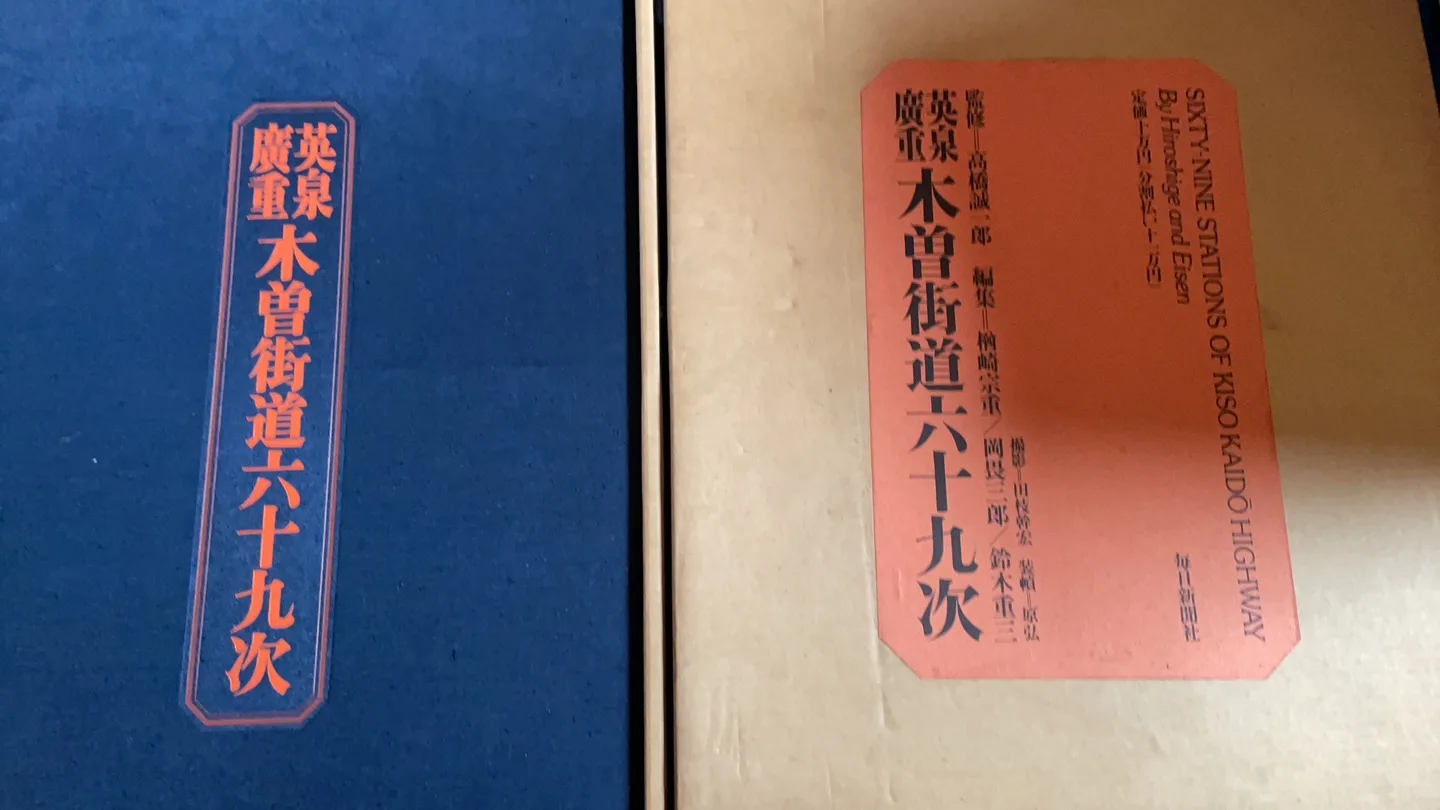 英泉
廣重
木曽街道六十九次
SIXTY-NINE STATIONS OF KISO KAIDŌ HIGHWAY
By Hiroshige and Eisen
毎日新聞社
英泉
廣重
木曽街道六十九次
監修＝高橋誠一郎 編集＝楢崎宗重／岡畏三郎／鈴木重三
撮影＝田枝幹宏 装幀＝原弘